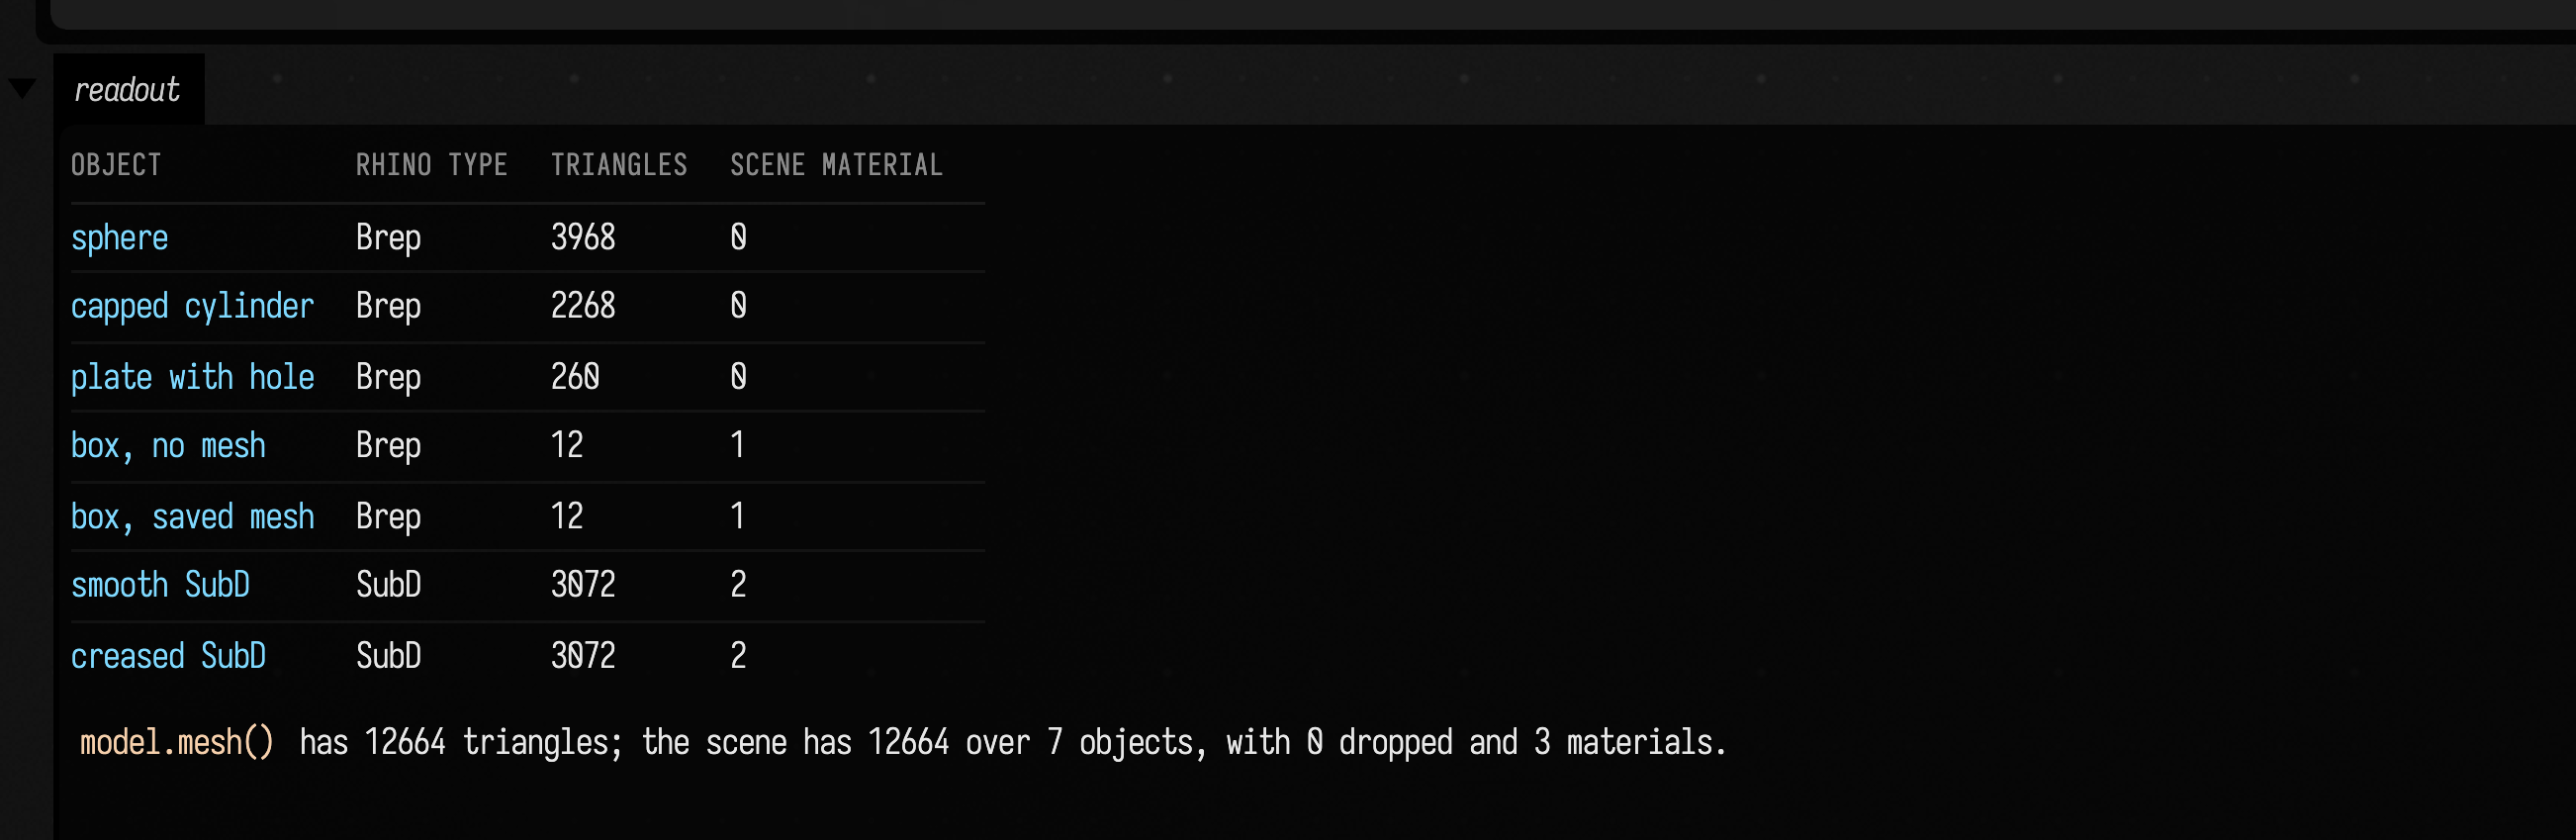 readout
OBJECT RHINO TYPE TRIANGLES SCENE MATERIAL
sphere Brep 3968 0
capped cylinder Brep 2268 0
plate with hole Brep 260 0
box, no mesh Brep 12 1
box, saved mesh Brep 12 1
smooth SubD SubD 3072 2
creased SubD SubD 3072 2
model.mesh() has 12664 triangles; the scene has 12664 over 7 objects, with 0 dropped and 3 materials.